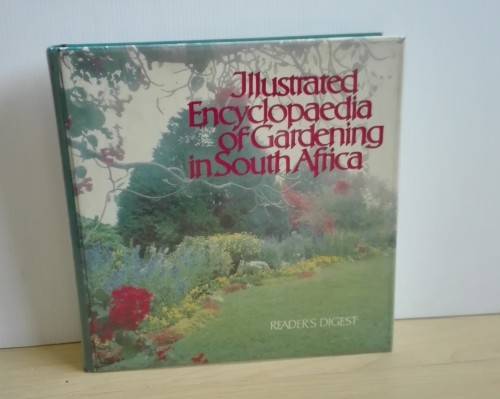 Illustrated
Encyclopaedia
of Gardening
in South Africa
READER'S DIGEST